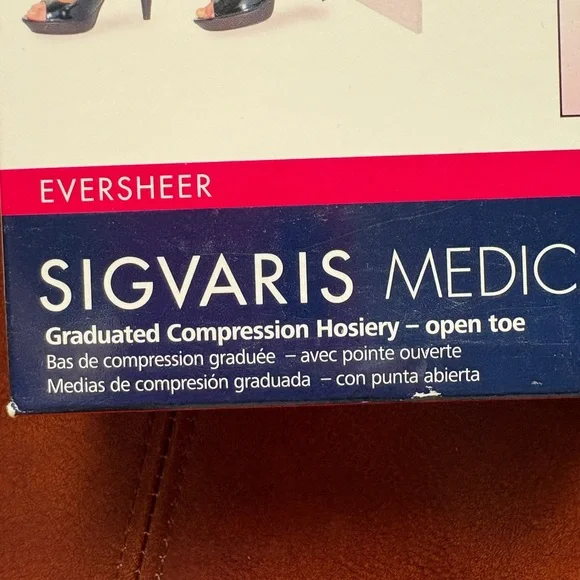 EVERSHEER
SIGVARIS MEDIC
Graduated Compression Hosiery – open toe
Bas de compression graduée – avec pointe ouverte
Medias de compresión graduada – con punta abierta